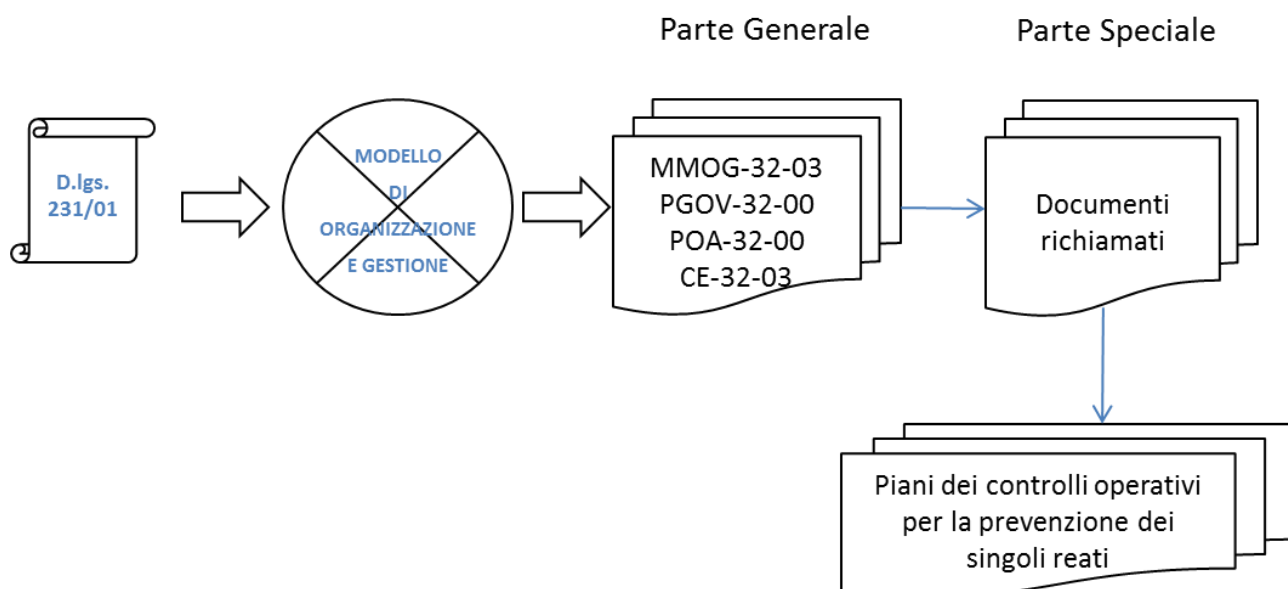 Parte Generale
Parte Speciale
D.lgs.
231/01
MODELLO
DI
ORGANIZZAZIONE
E GESTIONE
MMOG-32-03
PGOV-32-00
POA-32-00
CE-32-03
Documenti
richiamati
Piani dei controlli operativi
per la prevenzione dei
singoli reati